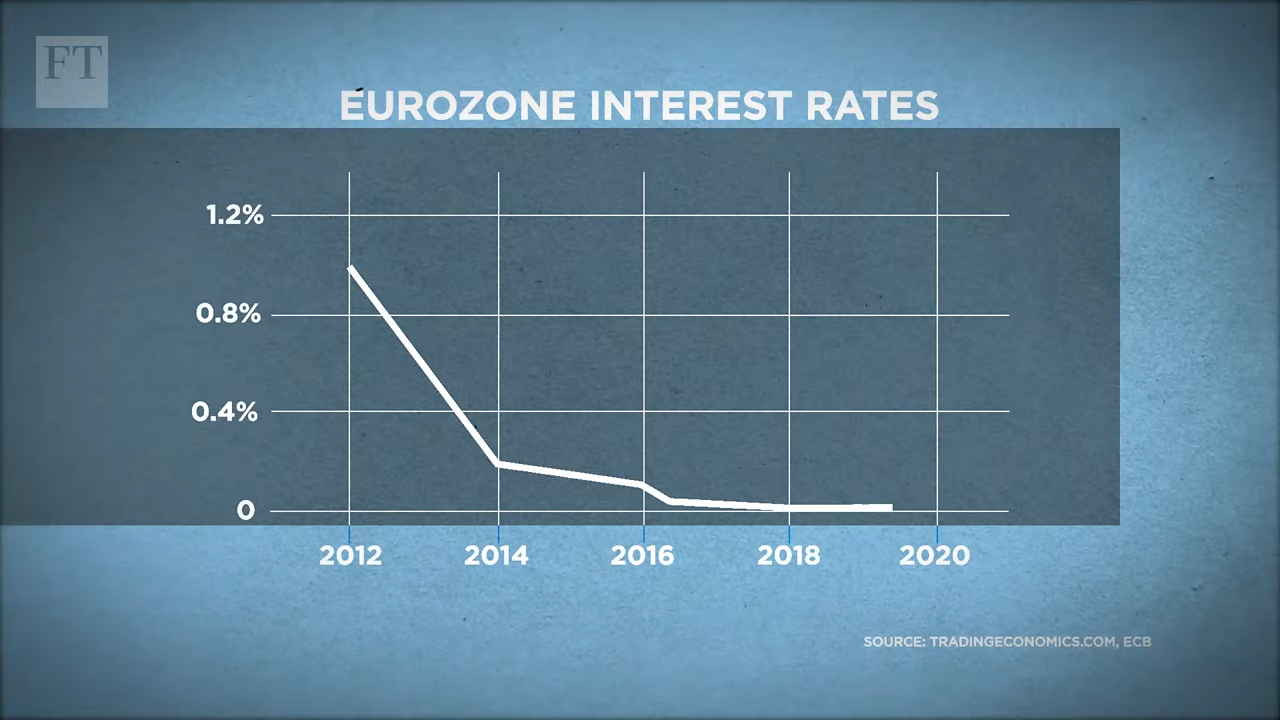 FT
EUROZONE INTEREST RATES
1.2%
0.8%
0.4%
0
2012 2014 2016 2018 2020
SOURCE: TRADINGECONOMICS.COM, ECB